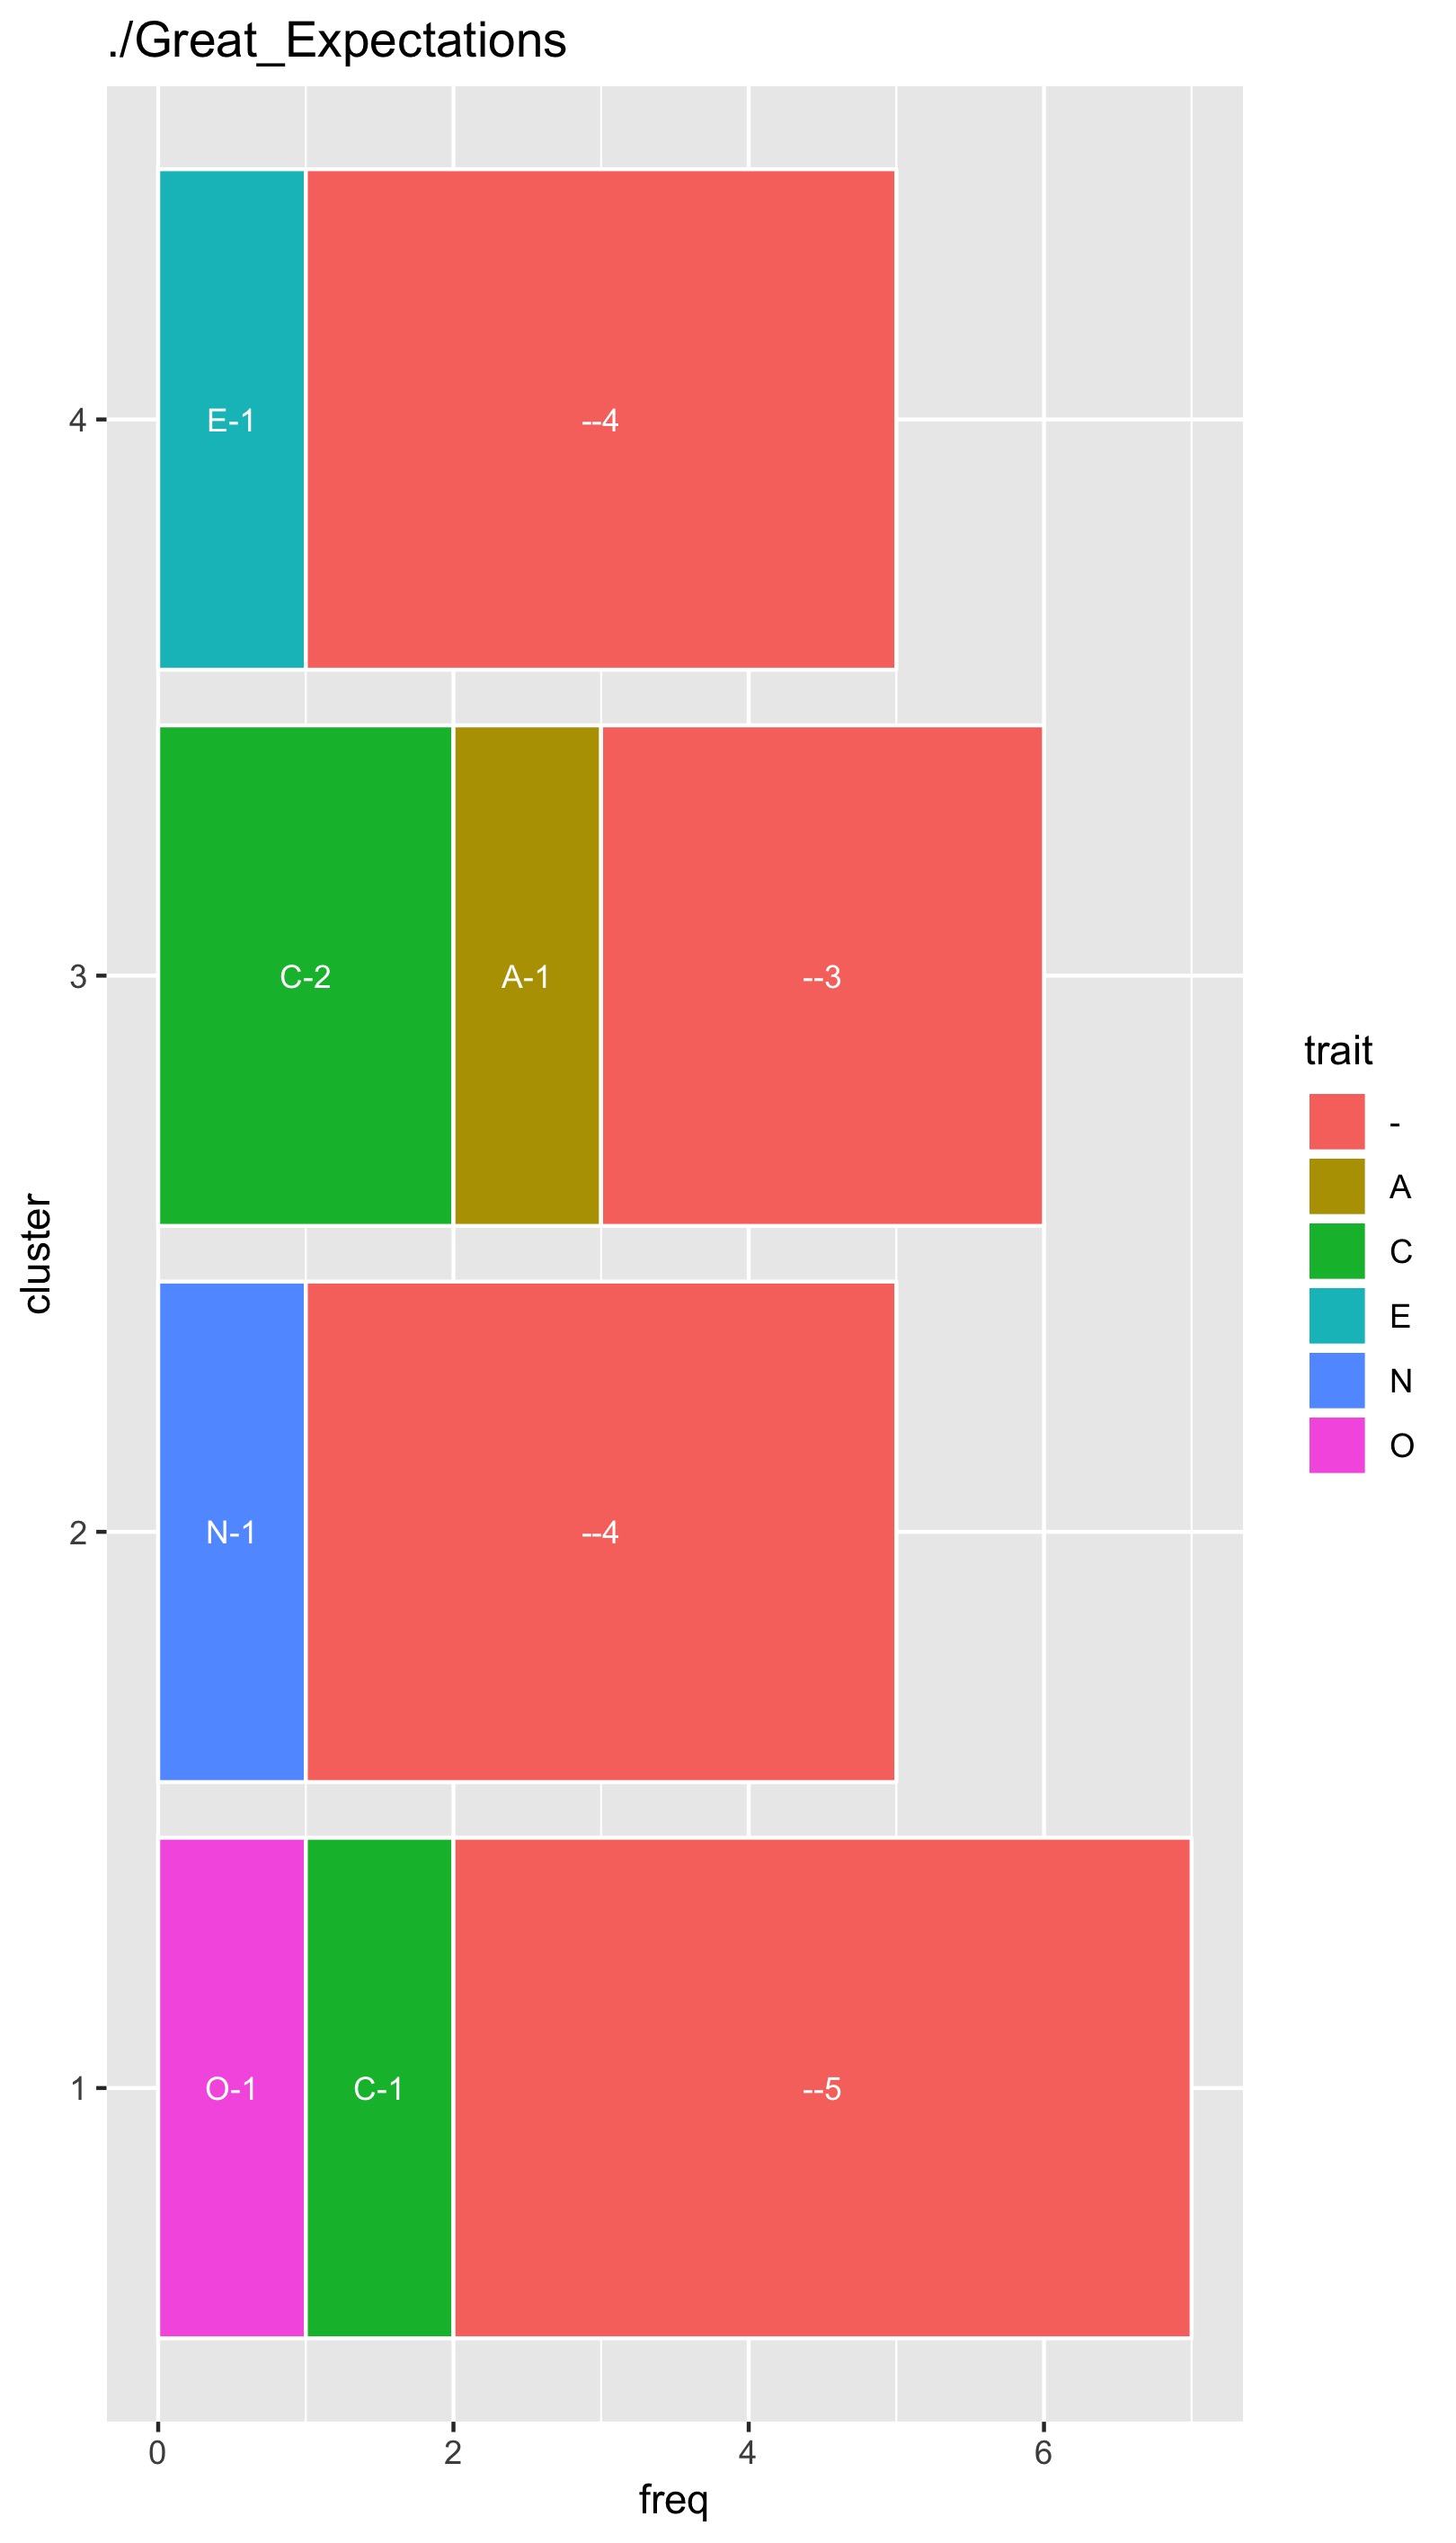 ./Great_Expectations
4
E-1
--4
3
C-2
A-1
--3
2
N-1
--4
1
O-1
C-1
--5
0
2
4
6
freq
cluster
trait
-
A
C
E
N
O